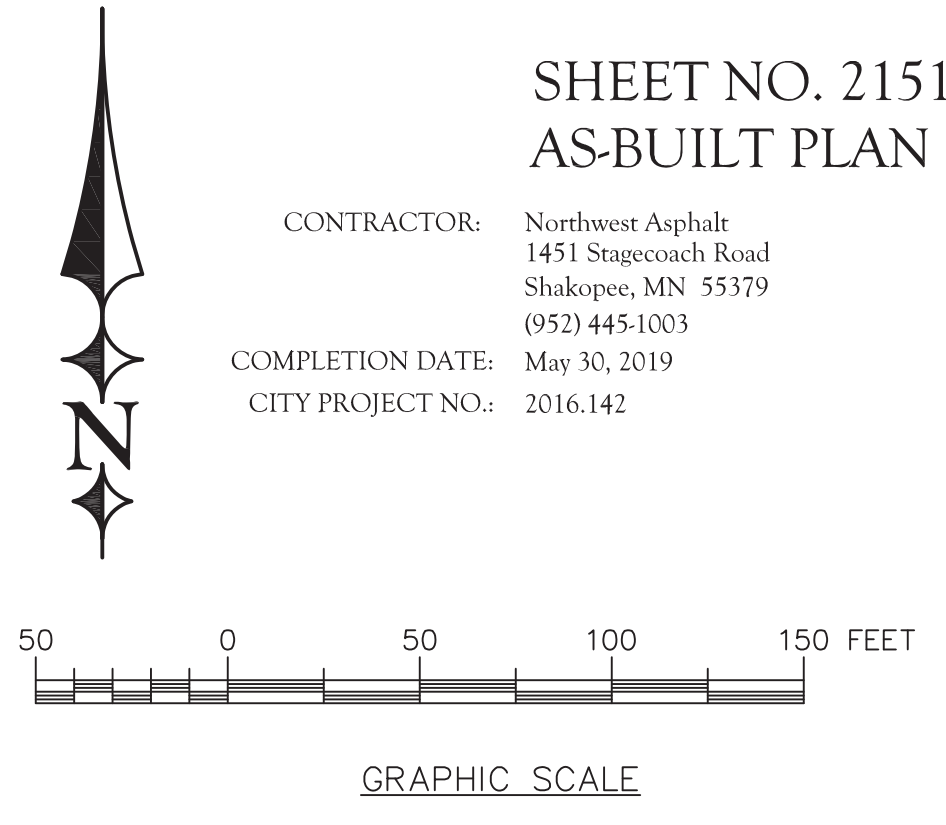 SHEET NO. 2151
AS-BUILT PLAN
CONTRACTOR: Northwest Asphalt
1451 Stagecoach Road
Shakopee, MN 55379
(952) 445-1003
COMPLETION DATE: May 30, 2019
CITY PROJECT NO.: 2016.142
N
50 0 50 100 150 FEET
GRAPHIC SCALE